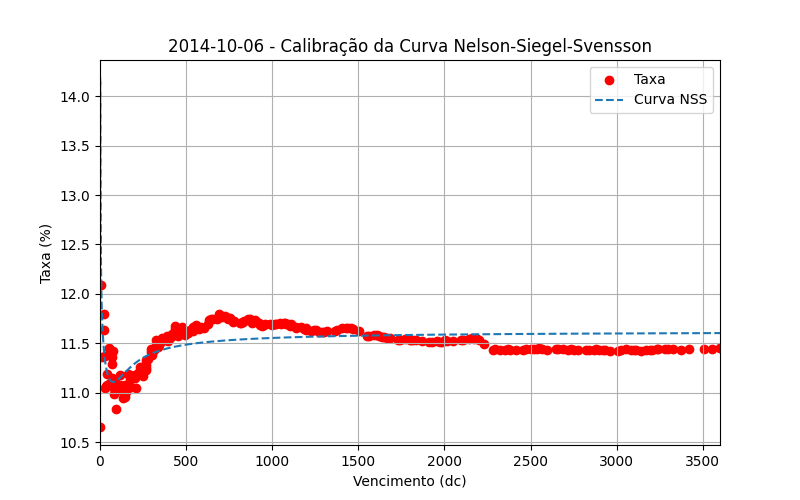 2014-10-06 - Calibração da Curva Nelson-Siegel-Svensson
Taxa
Curva NSS
14.0
13.5
13.0
12.5
12.0
11.5
11.0
10.5
Taxa (%)
0 500 1000 1500 2000 2500 3000 3500
Vencimento (dc)